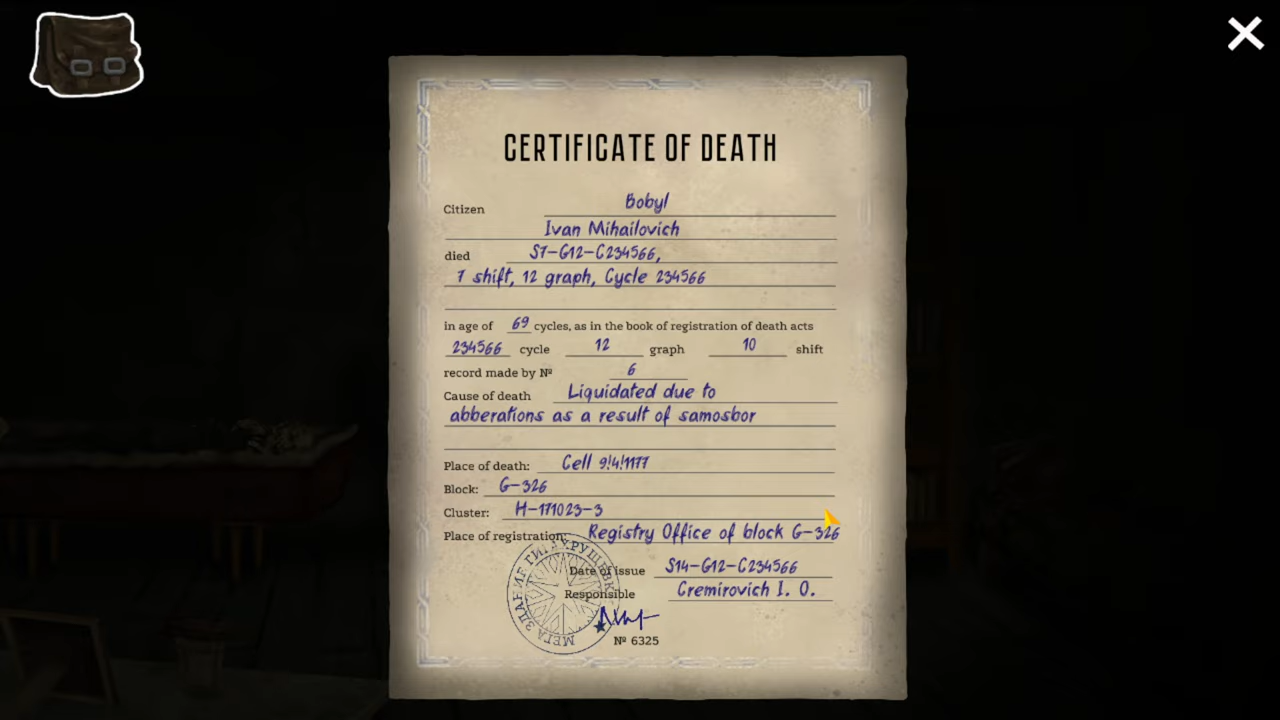 CERTIFICATE OF DEATH
Citizen Bobyl
Ivan Mihailovich
died S7-G12-C234566,
7 shift, 12 graph, Cycle 234566
in age of 69 cycles, as in the book of registration of death acts
234566 cycle 12 graph 10 shift
record made by № 6
Cause of death Liquidated due to
abberations as a result of samosbor
Place of death: Cell 9!4!1177
Block: G-326
Cluster: H-171023-3
Place of registration: Registry Office of block G-326
Date of issue S14-G12-C234566
Responsible Cremirovich I. O.
№ 6325
МЕГАЗДАНИЕ ГИГАХРУЩЕВКА